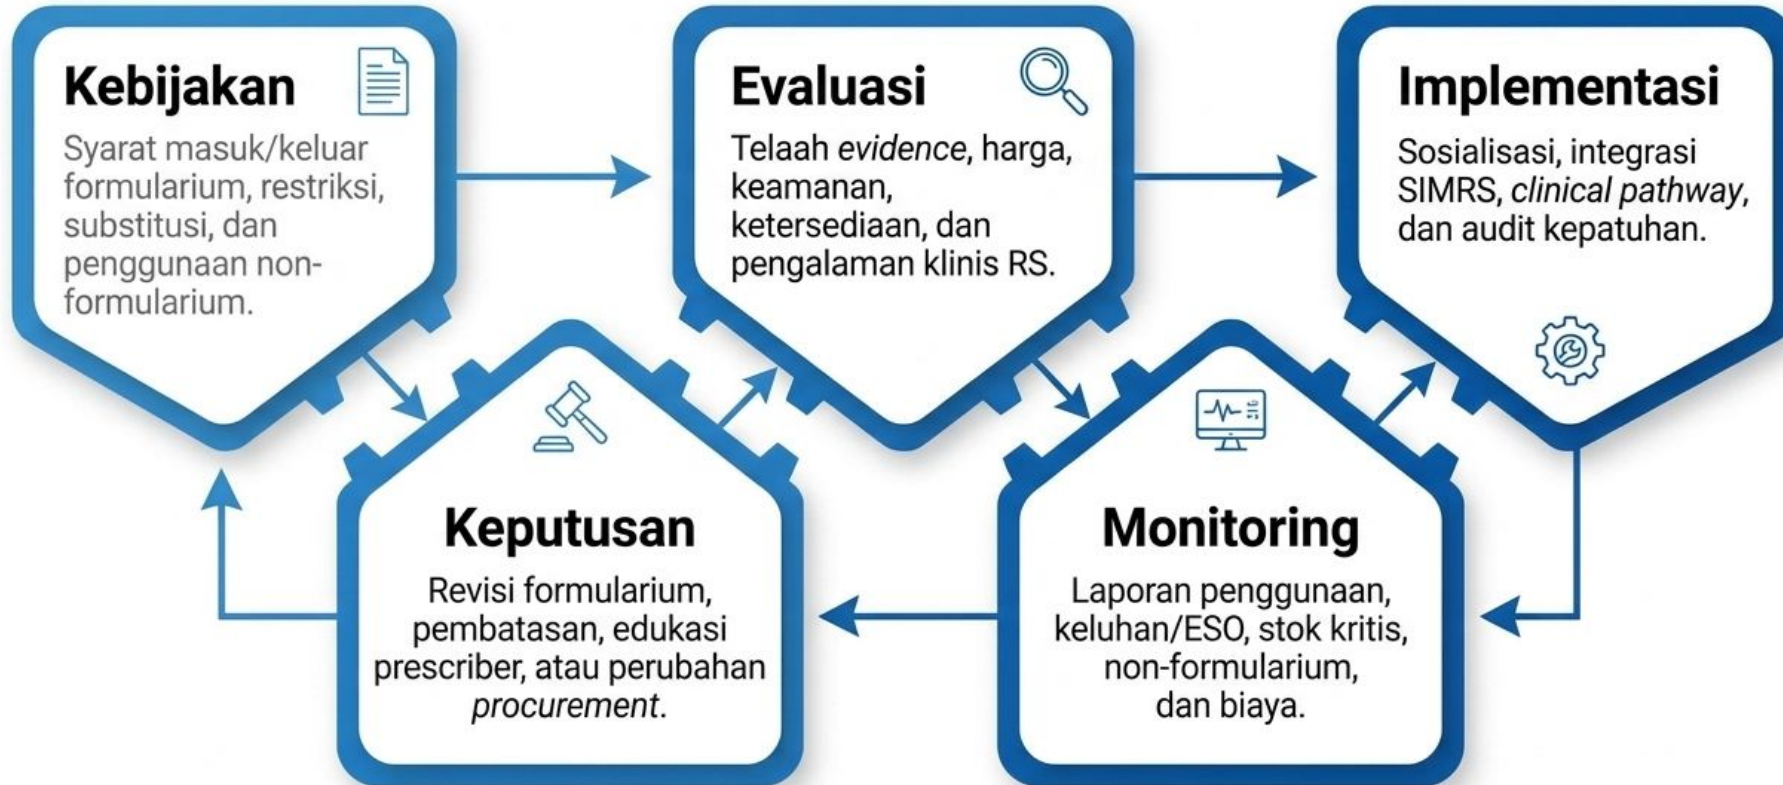 Kebijakan
Syarat masuk/keluar
formularium, restriksi,
substitusi, dan
penggunaan non-
formularium.
Evaluasi
Telaah evidence, harga,
keamanan,
ketersediaan, dan
pengalaman klinis RS.
Implementasi
Sosialisasi, integrasi
SIMRS, clinical pathway,
dan audit kepatuhan.
Keputusan
Revisi formularium,
pembatasan, edukasi
prescriber, atau perubahan
procurement.
Monitoring
Laporan penggunaan,
keluhan/ESO, stok kritis,
non-formularium,
dan biaya.